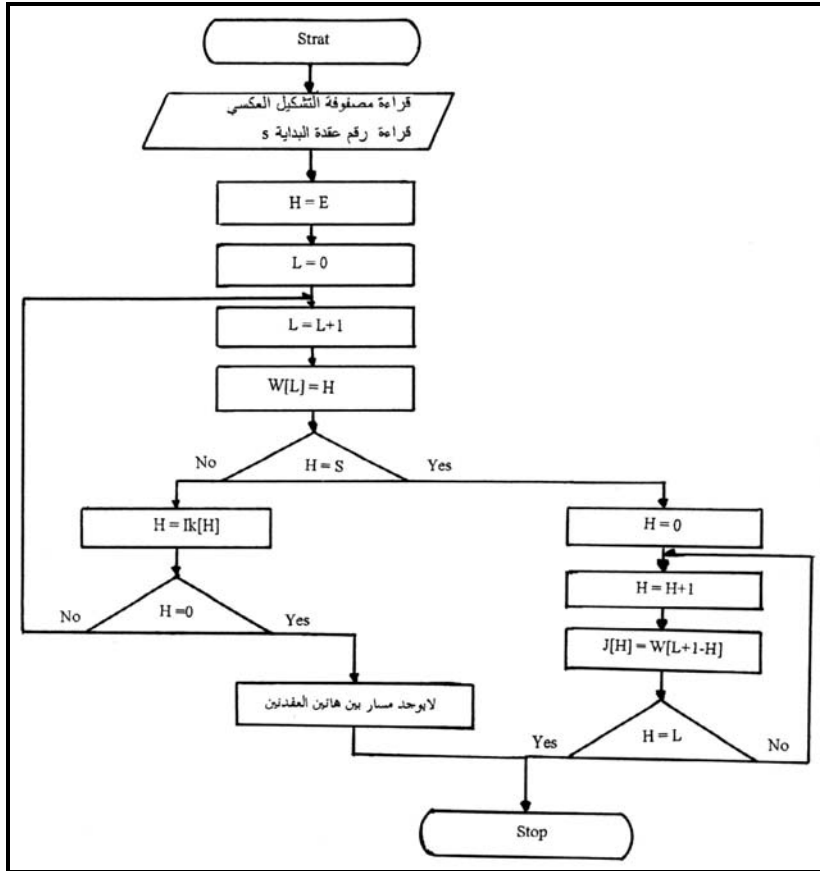 Strat
قراءة مصفوفة التشكيل العكسي
قراءة رقم عقدة البداية s
H = E
L = 0
L = L+1
W[L] = H
No
H = S
Yes
H = Ik[H]
H = 0
H = H+1
No
H =0
Yes
J[H] = W[L+1-H]
لايوجد مسار بين هاتين العقدتين
Yes
H = L
No
Stop